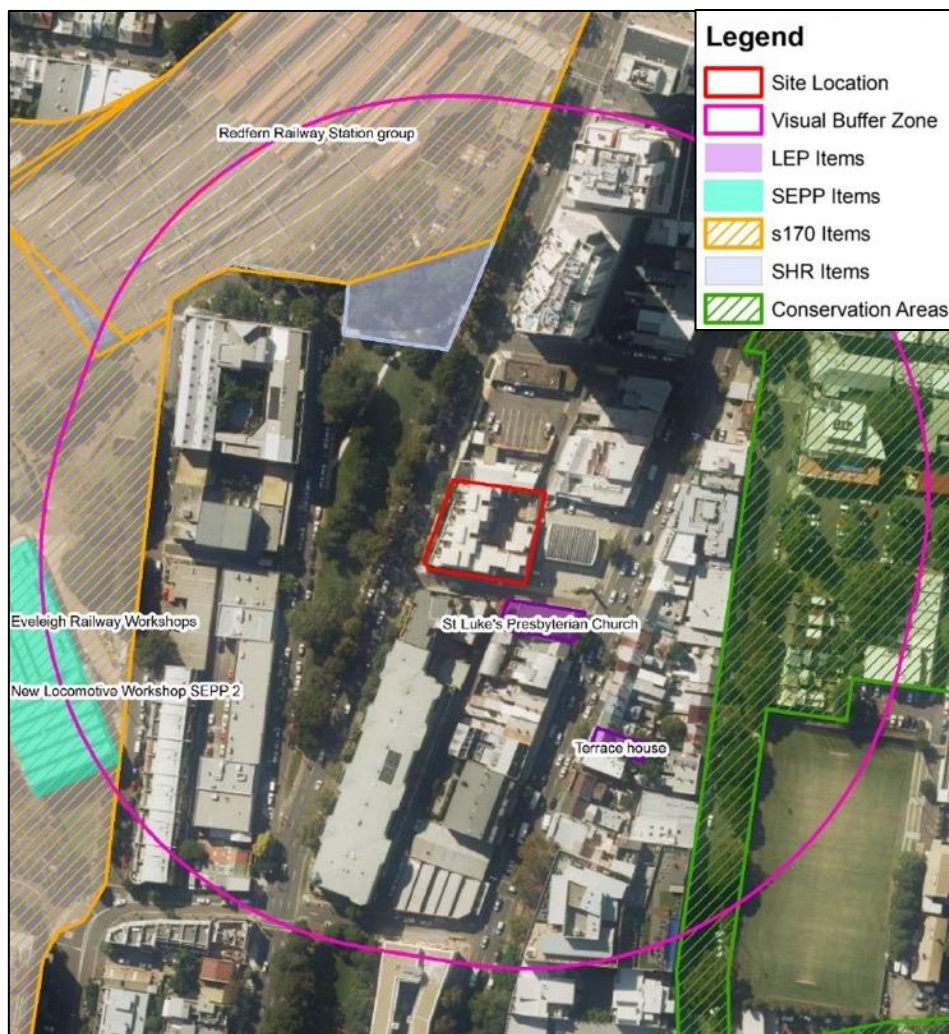 Legend
Site Location
Visual Buffer Zone
LEP Items
SEPP Items
s170 Items
SHR Items
Conservation Areas
Redfern Railway Station group
Eveleigh Railway Workshops
St Luke's Presbyterian Church
New Locomotive Workshop SEPP 2
Terrace house